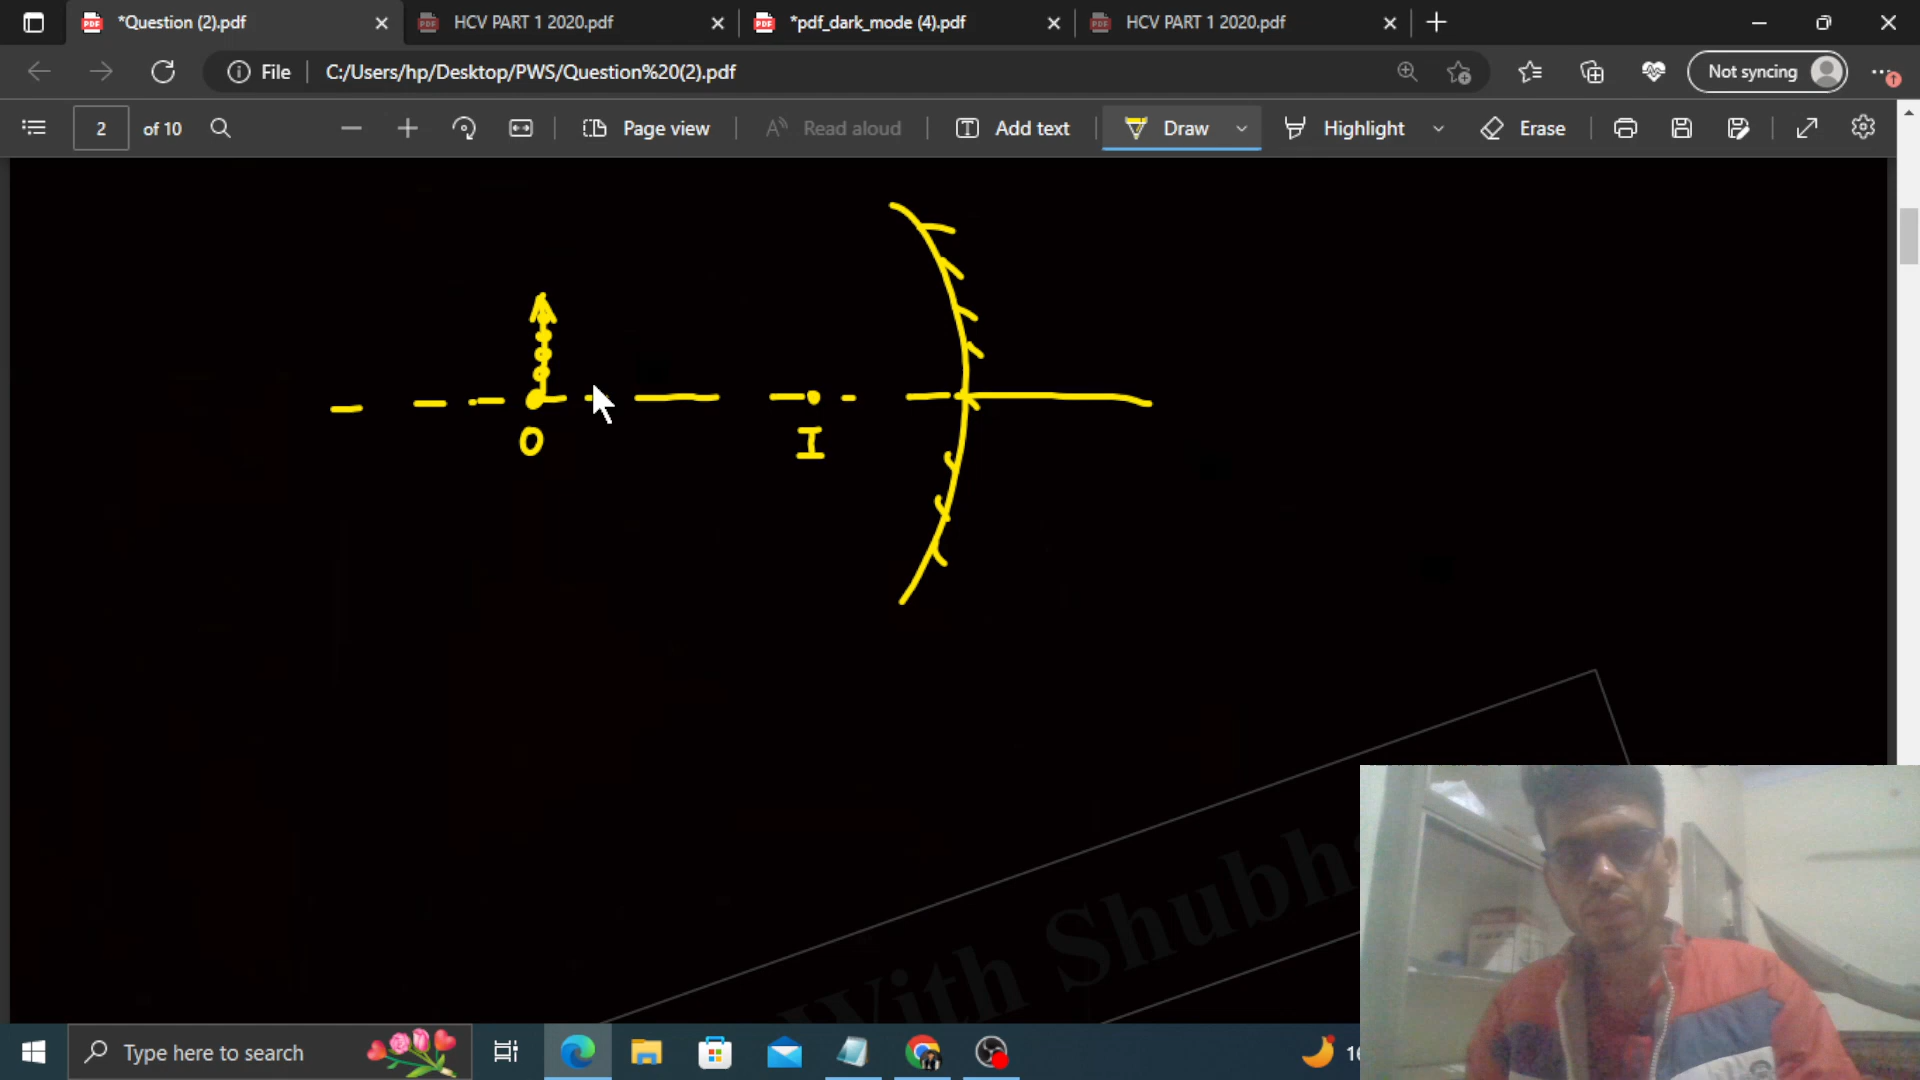 *Question (2).pdf
HCV PART 1 2020.pdf
*pdf_dark_mode (4).pdf
HCV PART 1 2020.pdf
File
C:/Users/hp/Desktop/PWS/Question%20(2).pdf
Not syncing
2 of 10
Page view
Read aloud
Add text
Draw
Highlight
Erase
O
I
With
Type here to search